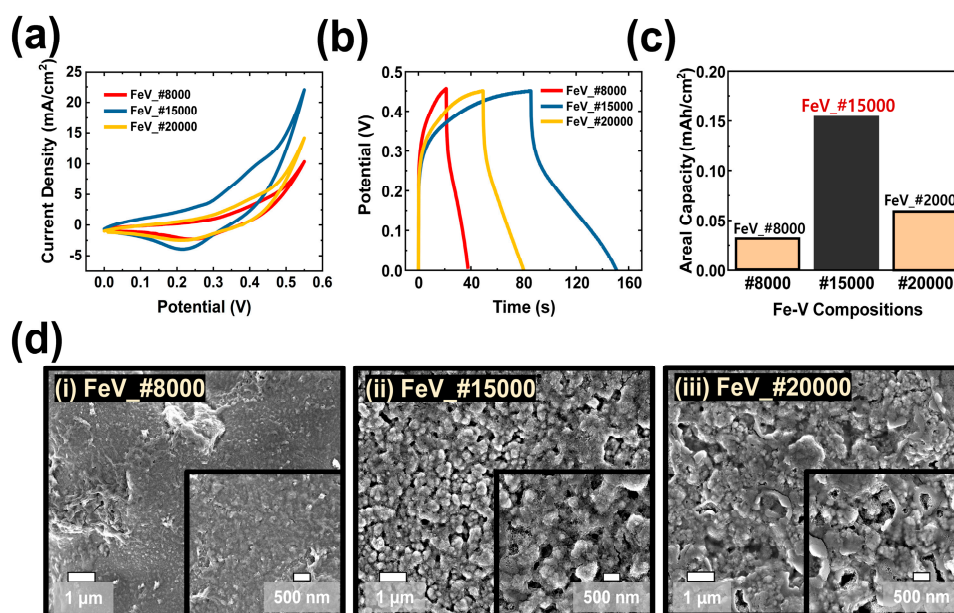 (a)
Current Density (mA/cm²)
25
20
15
10
5
0
-5
FeV_#8000
FeV_#15000
FeV_#20000
0.0 0.1 0.2 0.3 0.4 0.5 0.6
Potential (V)
(b)
Potential (V)
0.5
0.4
0.3
0.2
0.1
0.0
FeV_#8000
FeV_#15000
FeV_#20000
0 40 80 120 160
Time (s)
(c)
Areal Capacity (mAh/cm²)
0.20
0.15
0.10
0.05
0.00
FeV_#15000
FeV_#8000
FeV_#2000
#8000 #15000 #20000
Fe-V Compositions
(d)
(i) FeV_#8000
1 µm
500 nm
(ii) FeV_#15000
1 µm
500 nm
(iii) FeV_#20000
1 µm
500 nm